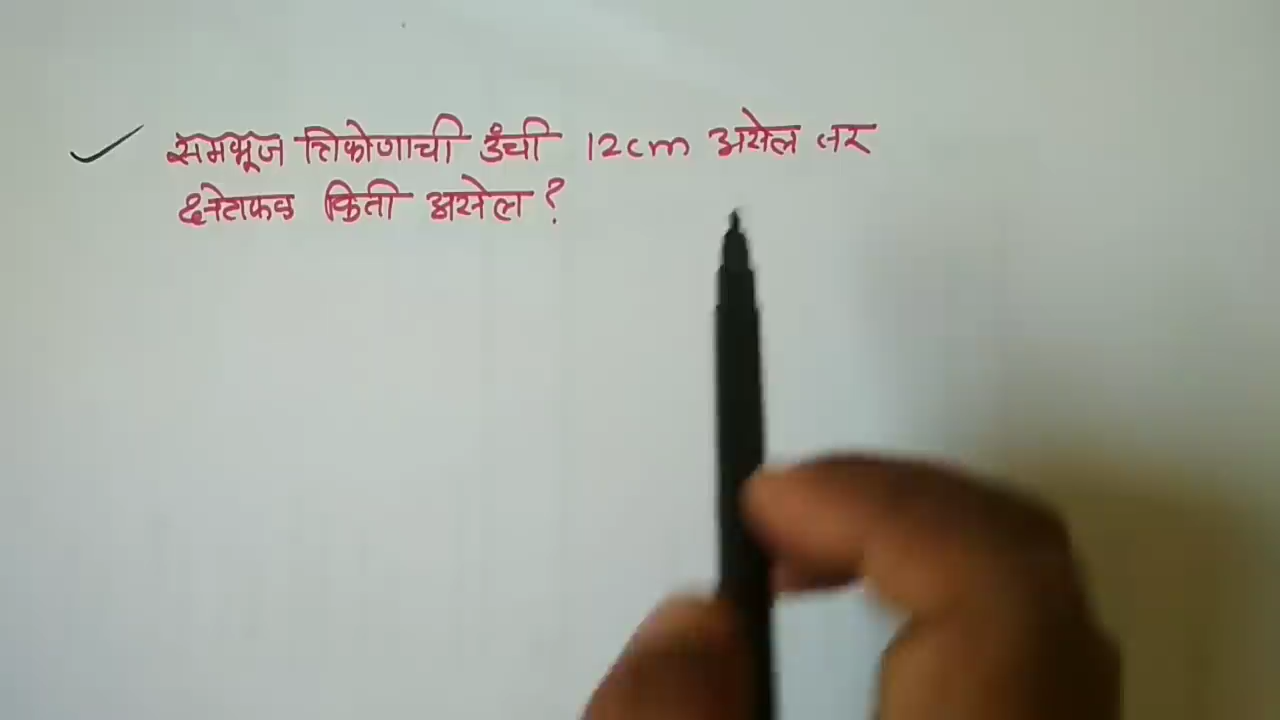 समभूज त्रिकोणाची उंची 12cm असेल तर
क्षेत्रफळ किती असेल ?